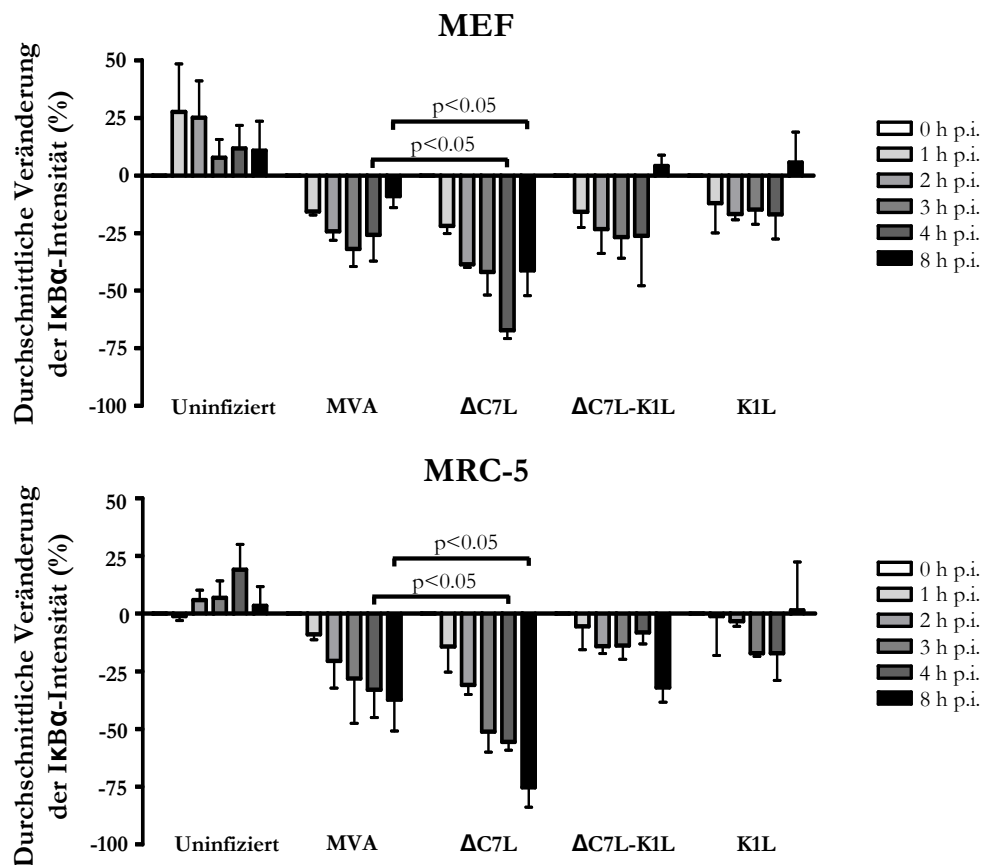 MEF
Durchschnittliche Veränderung
der IκBα-Intensität (%)
50
25
0
-25
-50
-75
-100
p<0.05
p<0.05
Uninfiziert
MVA
ΔC7L
ΔC7L-K1L
K1L
0 h p.i.
1 h p.i.
2 h p.i.
3 h p.i.
4 h p.i.
8 h p.i.
MRC-5
Durchschnittliche Veränderung
der IκBα-Intensität (%)
50
25
0
-25
-50
-75
-100
p<0.05
p<0.05
Uninfiziert
MVA
ΔC7L
ΔC7L-K1L
K1L
0 h p.i.
1 h p.i.
2 h p.i.
3 h p.i.
4 h p.i.
8 h p.i.